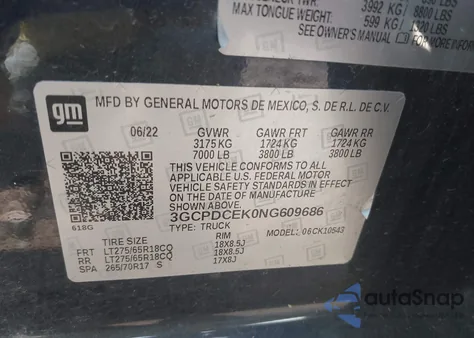 3992 KG / 8800 LBS
MAX TONGUE WEIGHT: 599 KG / 1320 LBS
SEE OWNER'S MANUAL FOR MORE
gm
MFD BY GENERAL MOTORS DE MEXICO, S. DE R.L. DE C.V.
06/22 GVWR GAWR FRT GAWR RR
3175 KG 1724 KG 1724 KG
7000 LB 3800 LB 3800 LB
THIS VEHICLE CONFORMS TO ALL
APPLICABLE U.S. FEDERAL MOTOR
VEHICLE SAFETY STANDARDS IN
EFFECT ON THE DATE OF
MANUFACTURE SHOWN ABOVE.
3GCPDCEK0NG609686
618G TYPE: TRUCK MODEL: 06CK10543
TIRE SIZE RIM
FRT LT275/65R18CQ 18X8.5J
RR LT275/65R18CQ 18X8.5J
SPA 265/70R17 S 17X8J
autoSnap